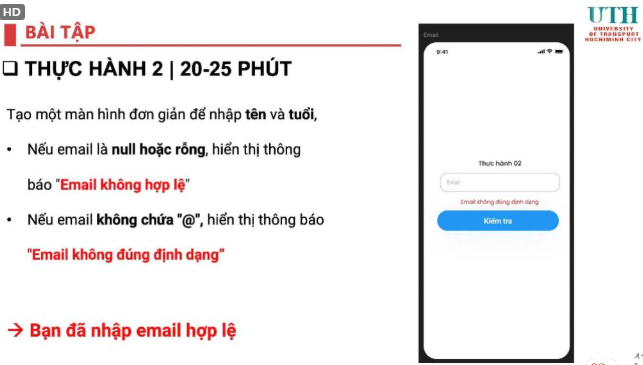 HD
BÀI TẬP
UTH
UNIVERSITY
OF TRANSPORT
HOCHIMINH CITY
❑ THỰC HÀNH 2 | 20-25 PHÚT
Tạo một màn hình đơn giản để nhập tên và tuổi,
• Nếu email là null hoặc rỗng, hiển thị thông
báo "Email không hợp lệ"
• Nếu email không chứa "@", hiển thị thông báo
"Email không đúng định dạng"
→ Bạn đã nhập email hợp lệ
Email
9:41
Thực hành 02
Email
Email không đúng định dạng
Kiểm tra